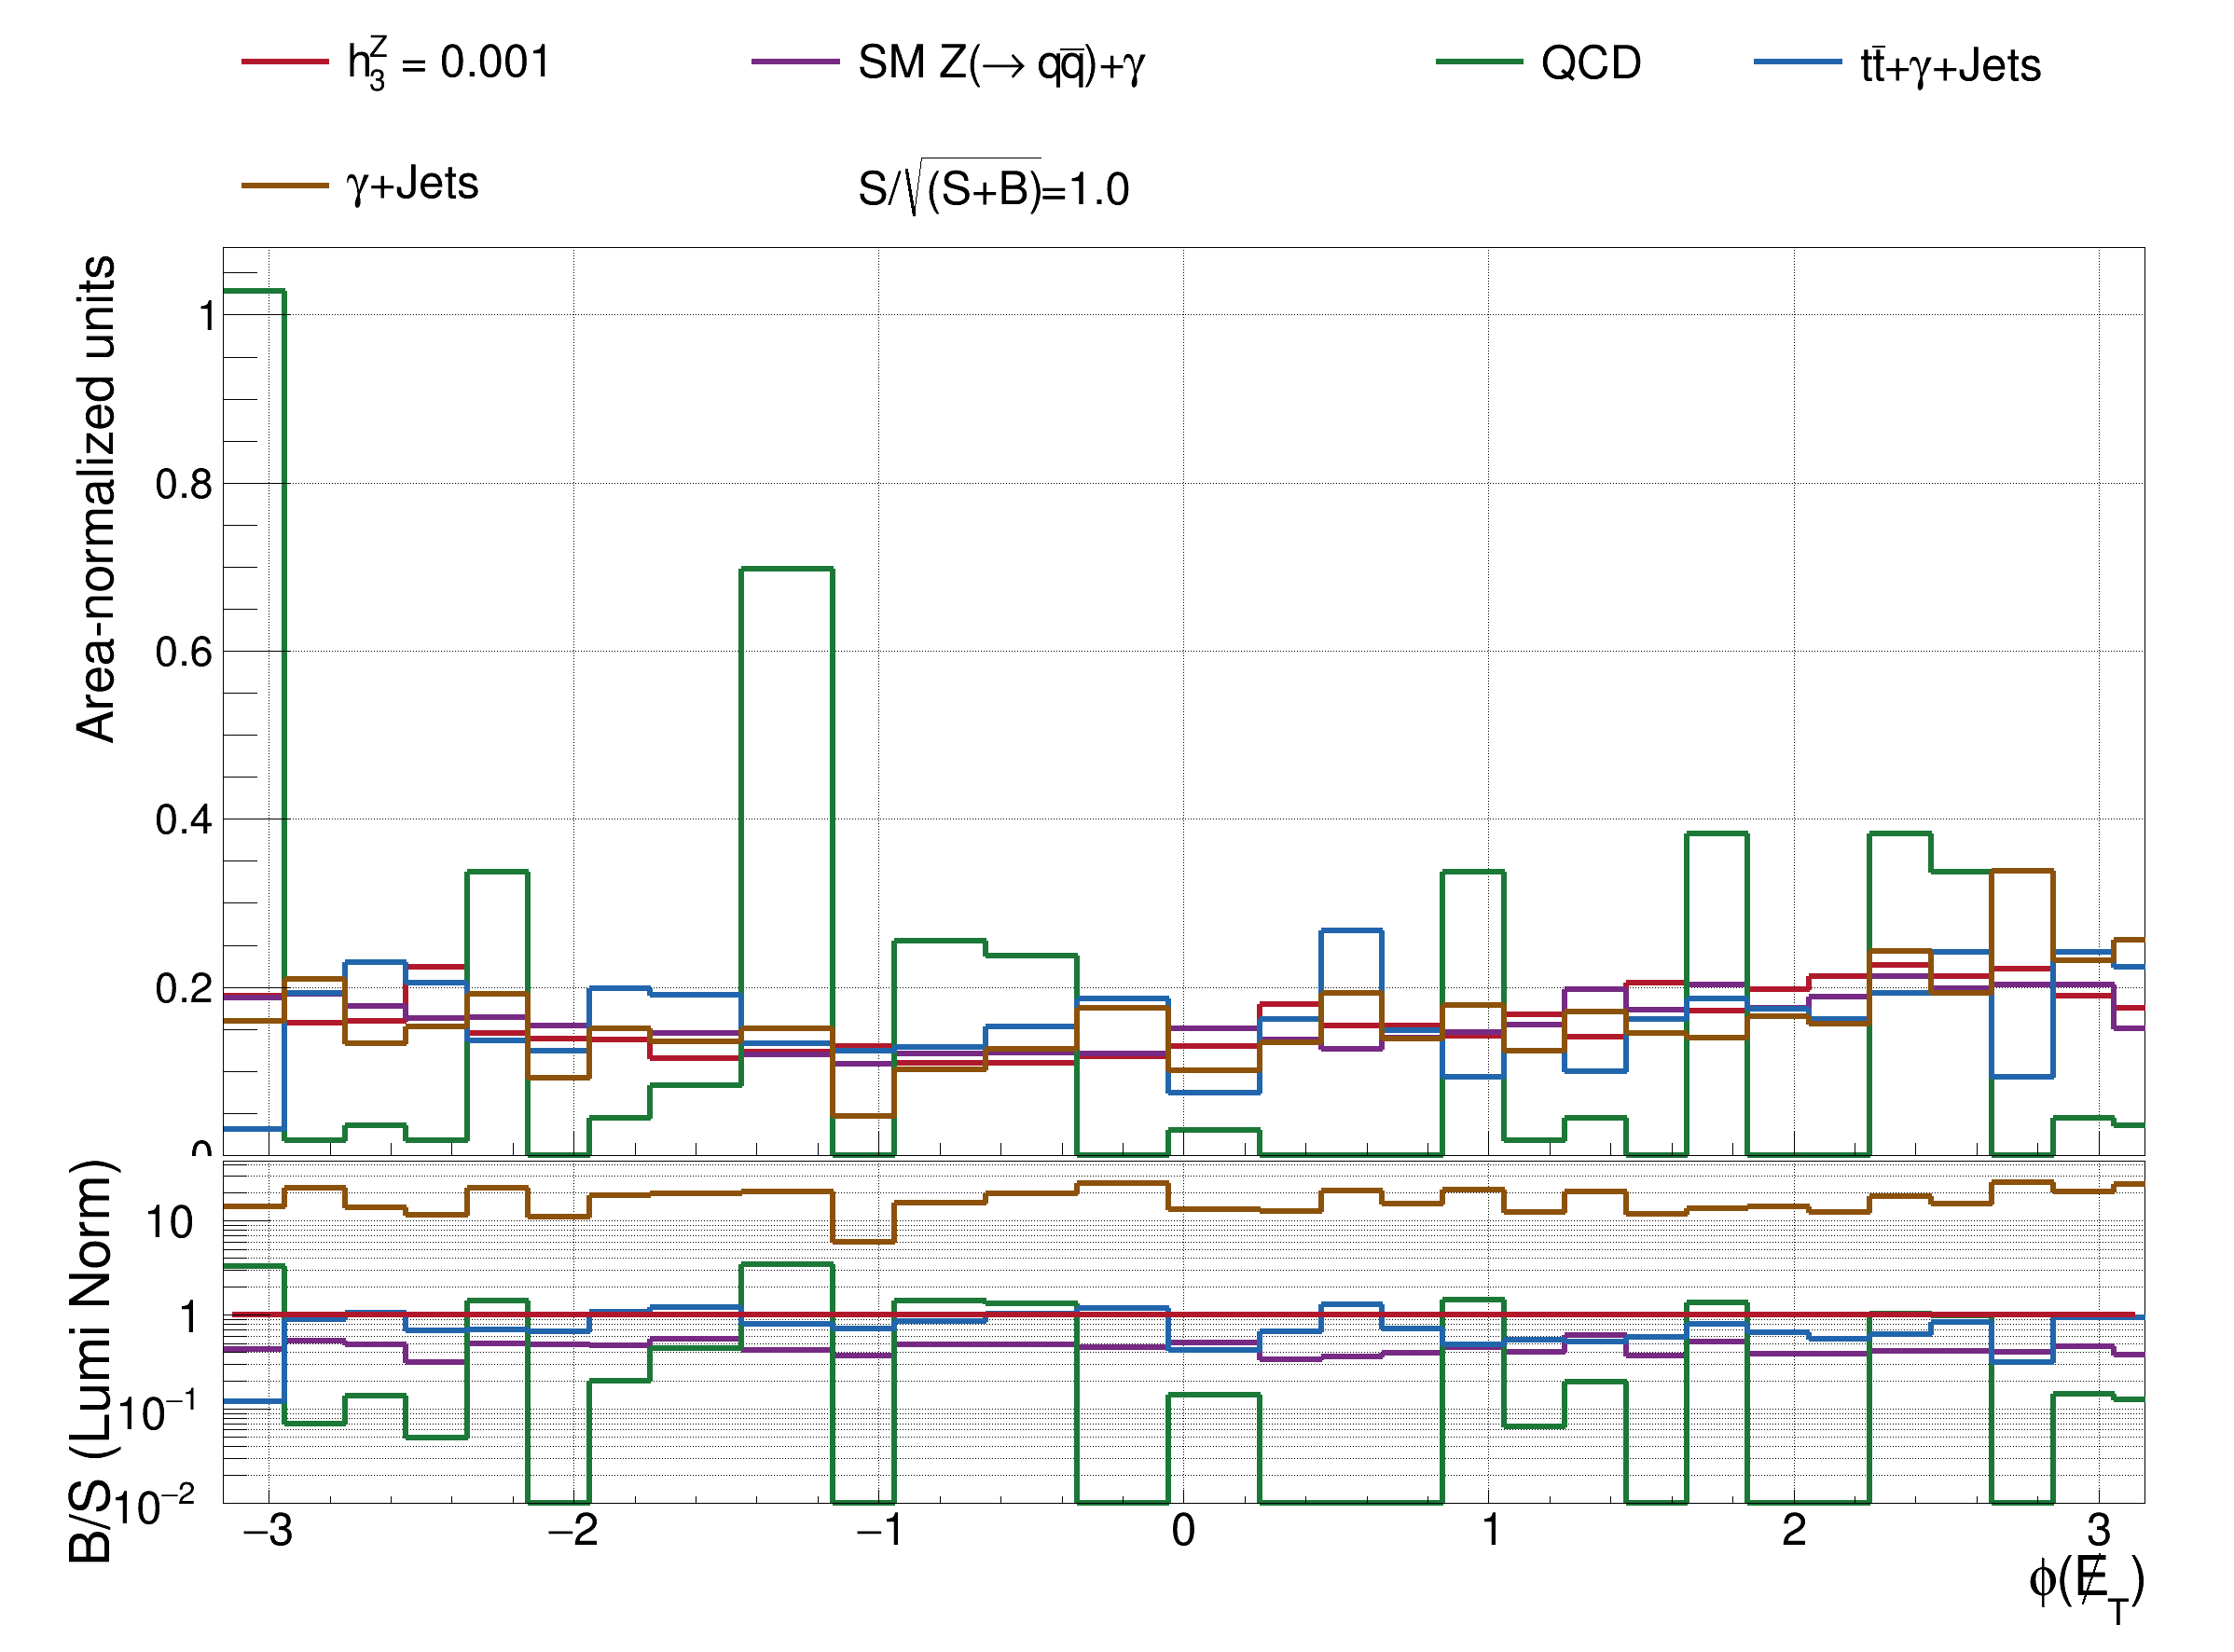 h₃ᶻ = 0.001 SM Z(→ qq̅)+γ QCD tt̅+γ+Jets
γ+Jets S/√(S+B)=1.0
Area-normalized units
1
0.8
0.6
0.4
0.2
0
B/S (Lumi Norm)
10
1
10⁻¹
10⁻²
−3 −2 −1 0 1 2 3
ϕ(E̸_T)